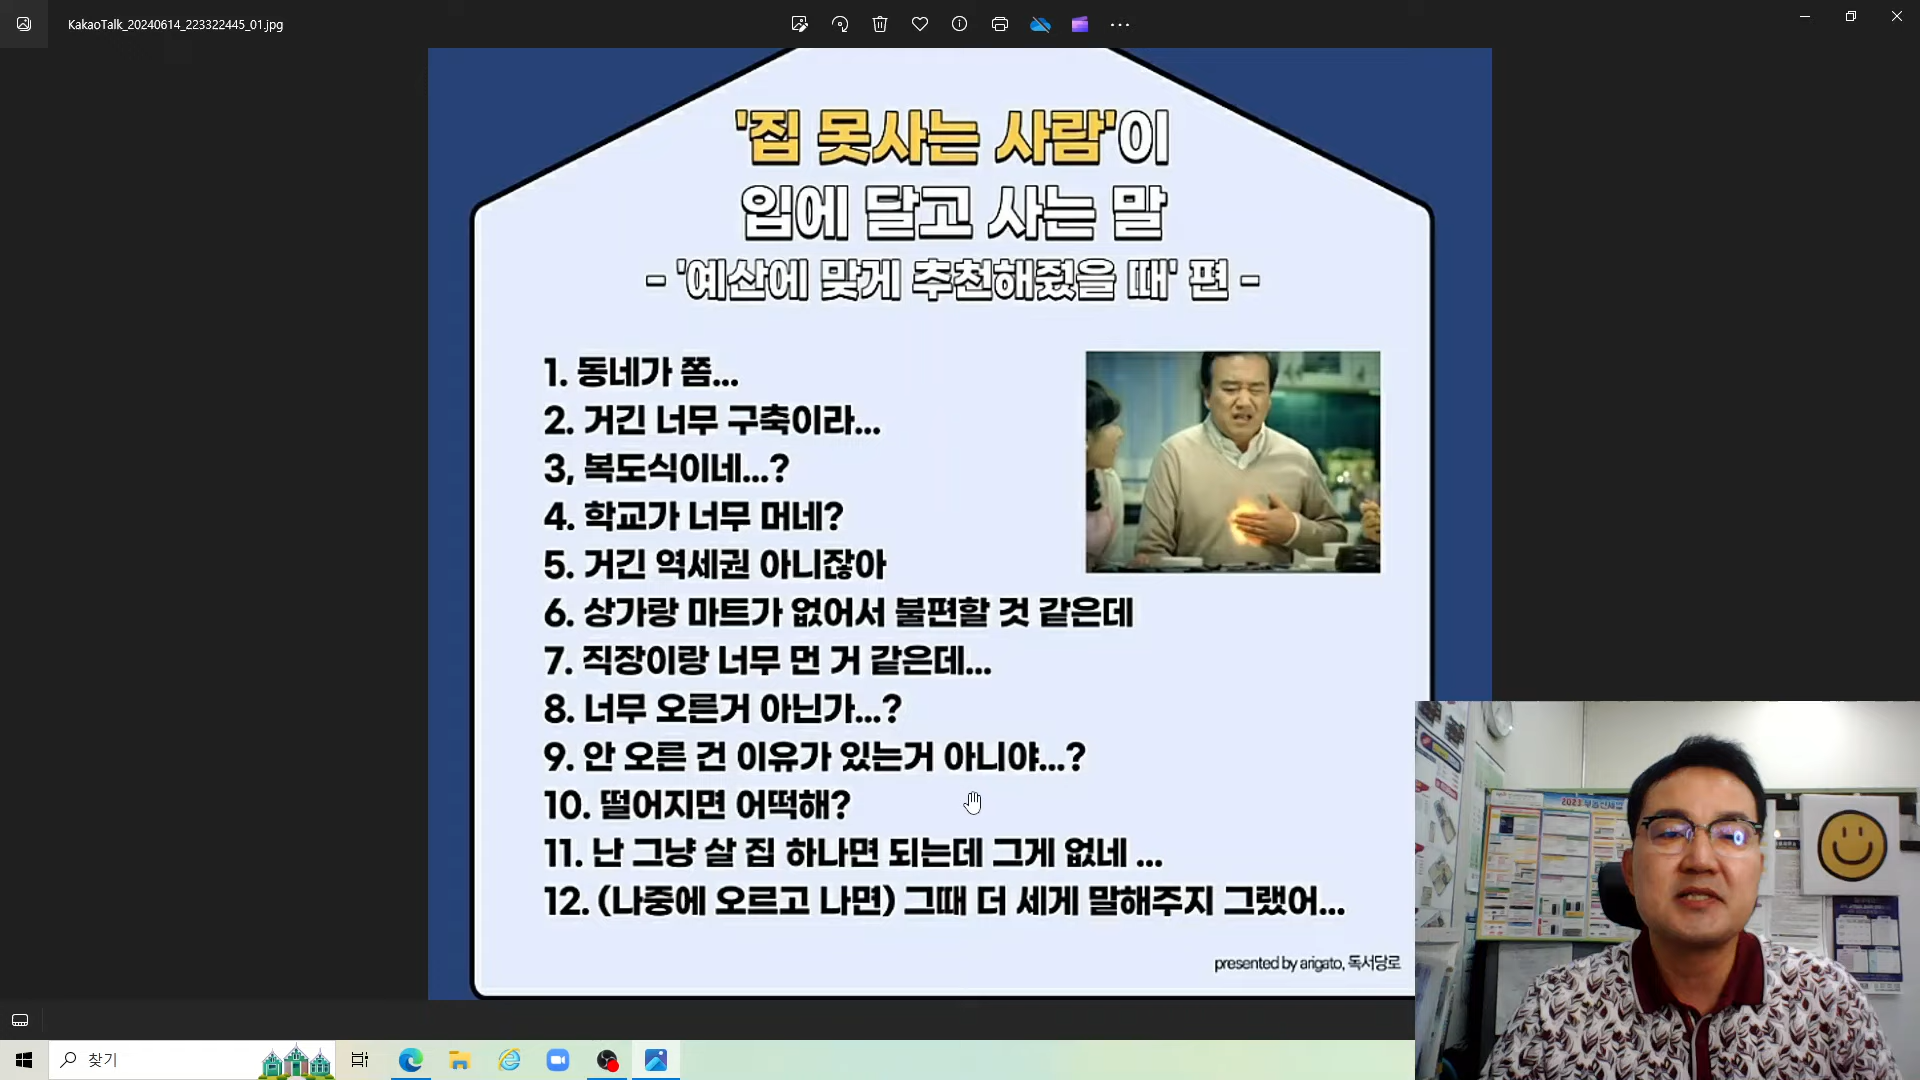 KakaoTalk_20240614_223322445_01.jpg
'집 못사는 사람'이
입에 달고 사는 말
- '예산에 맞게 추천해줬을 때' 편 -
1. 동네가 쫌...
2. 거긴 너무 구축이라...
3, 복도식이네...?
4. 학교가 너무 머네?
5. 거긴 역세권 아니잖아
6. 상가랑 마트가 없어서 불편할 것 같은데
7. 직장이랑 너무 먼 거 같은데...
8. 너무 오른거 아닌가...?
9. 안 오른 건 이유가 있는거 아니야...?
10. 떨어지면 어떡해?
11. 난 그냥 살 집 하나면 되는데 그게 없네 ...
12. (나중에 오르고 나면) 그때 더 세게 말해주지 그랬어...
presented by arigato, 독서당로
찾기